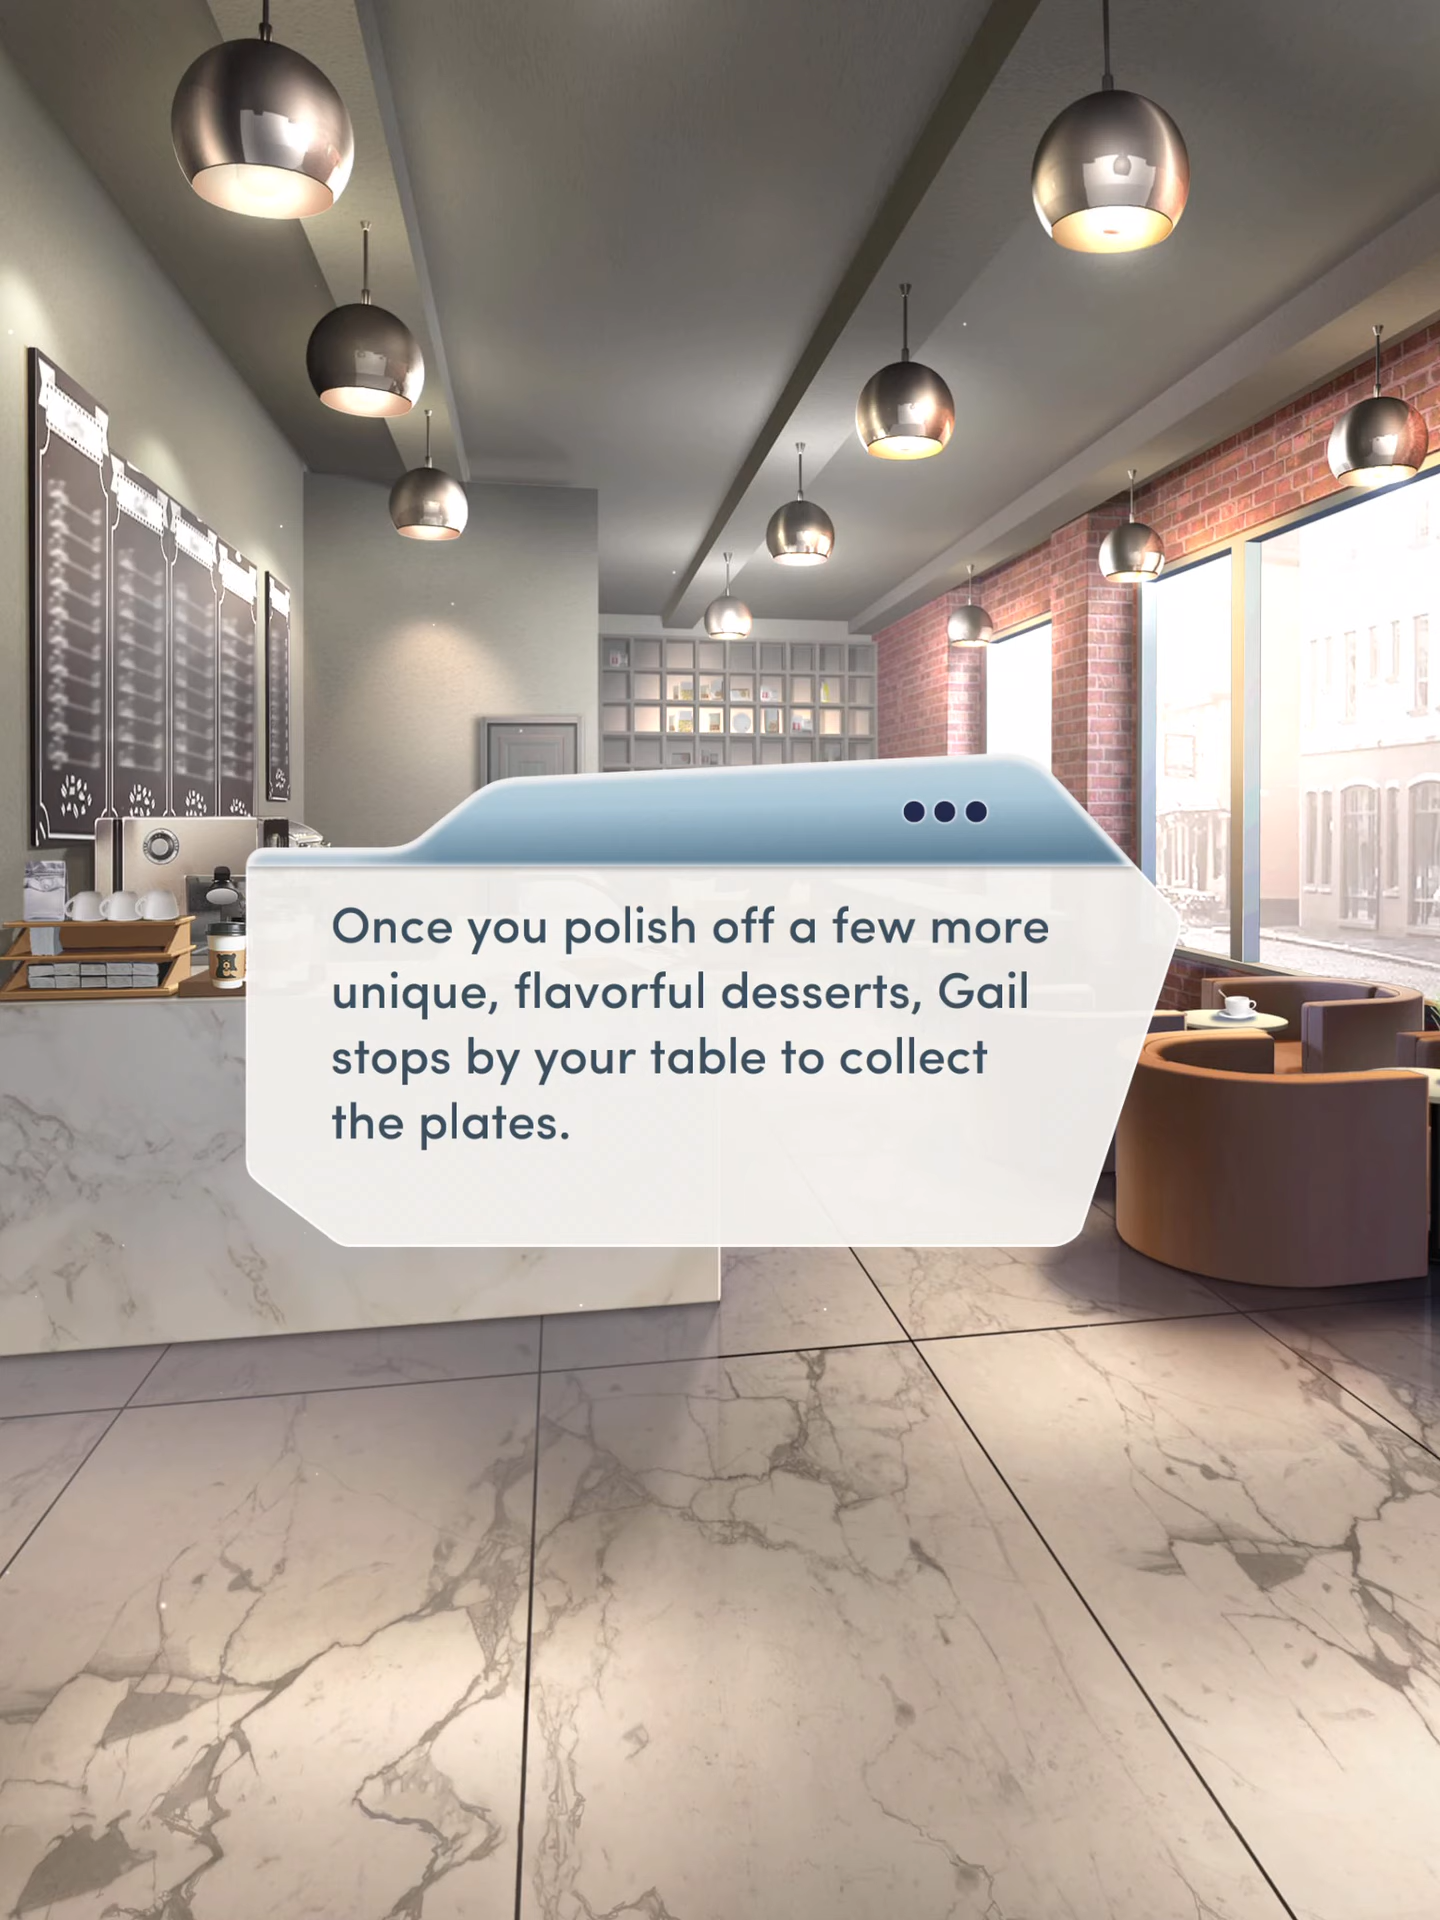 Once you polish off a few more
unique, flavorful desserts, Gail
stops by your table to collect
the plates.